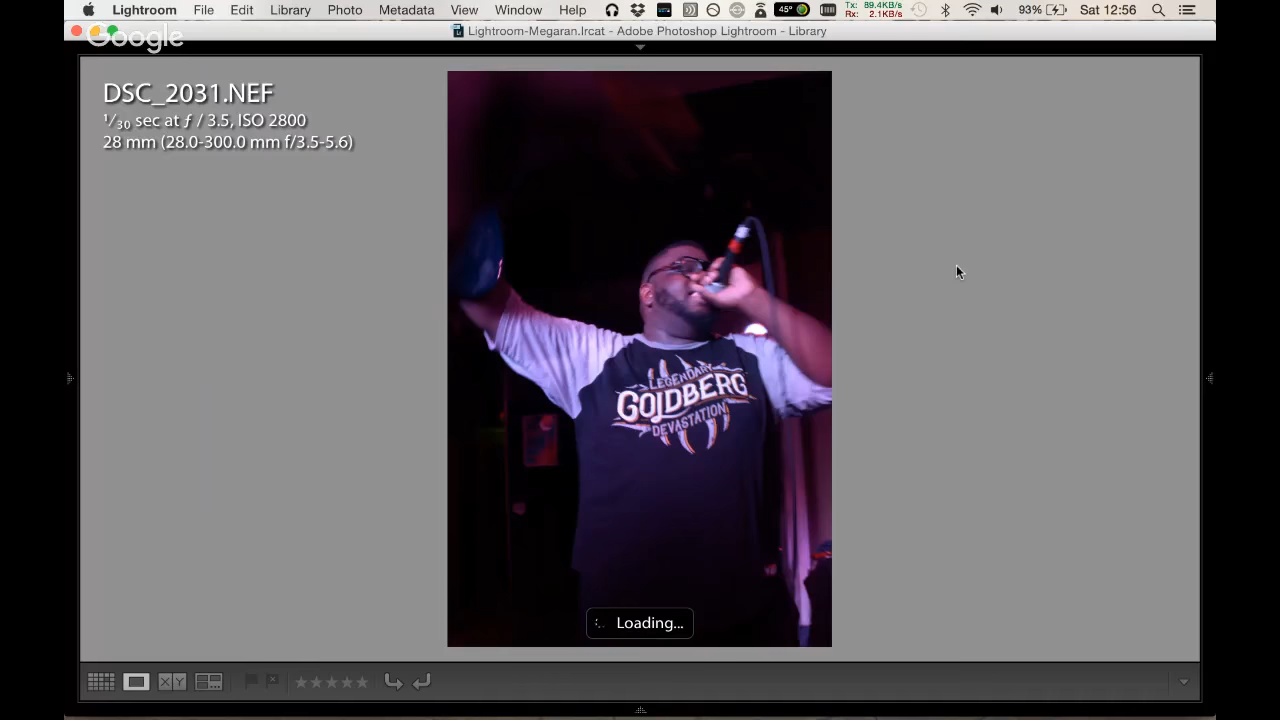 Lightroom File Edit Library Photo Metadata View Window Help 45° Tx: 89.4KB/s Rx: 2.1KB/s 93% Sat 12:56
Google
Lightroom-Megaran.lrcat - Adobe Photoshop Lightroom - Library
DSC_2031.NEF
1/30 sec at ƒ / 3.5, ISO 2800
28 mm (28.0-300.0 mm f/3.5-5.6)
LEGENDARY
GOLDBERG
DEVASTATION
Loading...
X Y